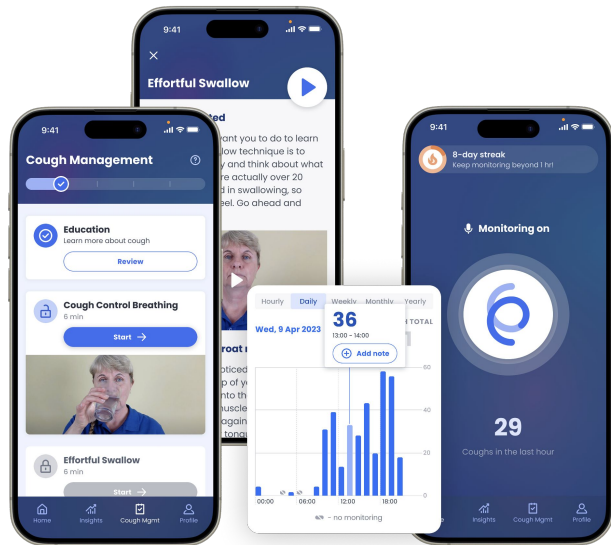 9:41
Effortful Swallow
ted
vant you to do to learn
low technique is to
y and think about what
re actually over 20
d in swallowing, so
eel. Go ahead and
roat
oticed
p of y
nto th
nuscle
again
tong
9:41
Cough Management
Education
Learn more about cough
Review
Cough Control Breathing
6 min
Start →
Effortful Swallow
6 min
Start →
Home
Insights
Cough Mgmt
Profile
Hourly Daily Weekly Monthly Yearly
Wed, 9 Apr 2023
36
13:00 - 14:00
TOTAL
Add note
60
40
20
0
00:00 06:00 12:00 18:00
- no monitoring
9:41
8-day streak
Keep monitoring beyond 1 hr!
Monitoring on
29
Coughs in the last hour
e
Insights
Cough Mgmt
Profile